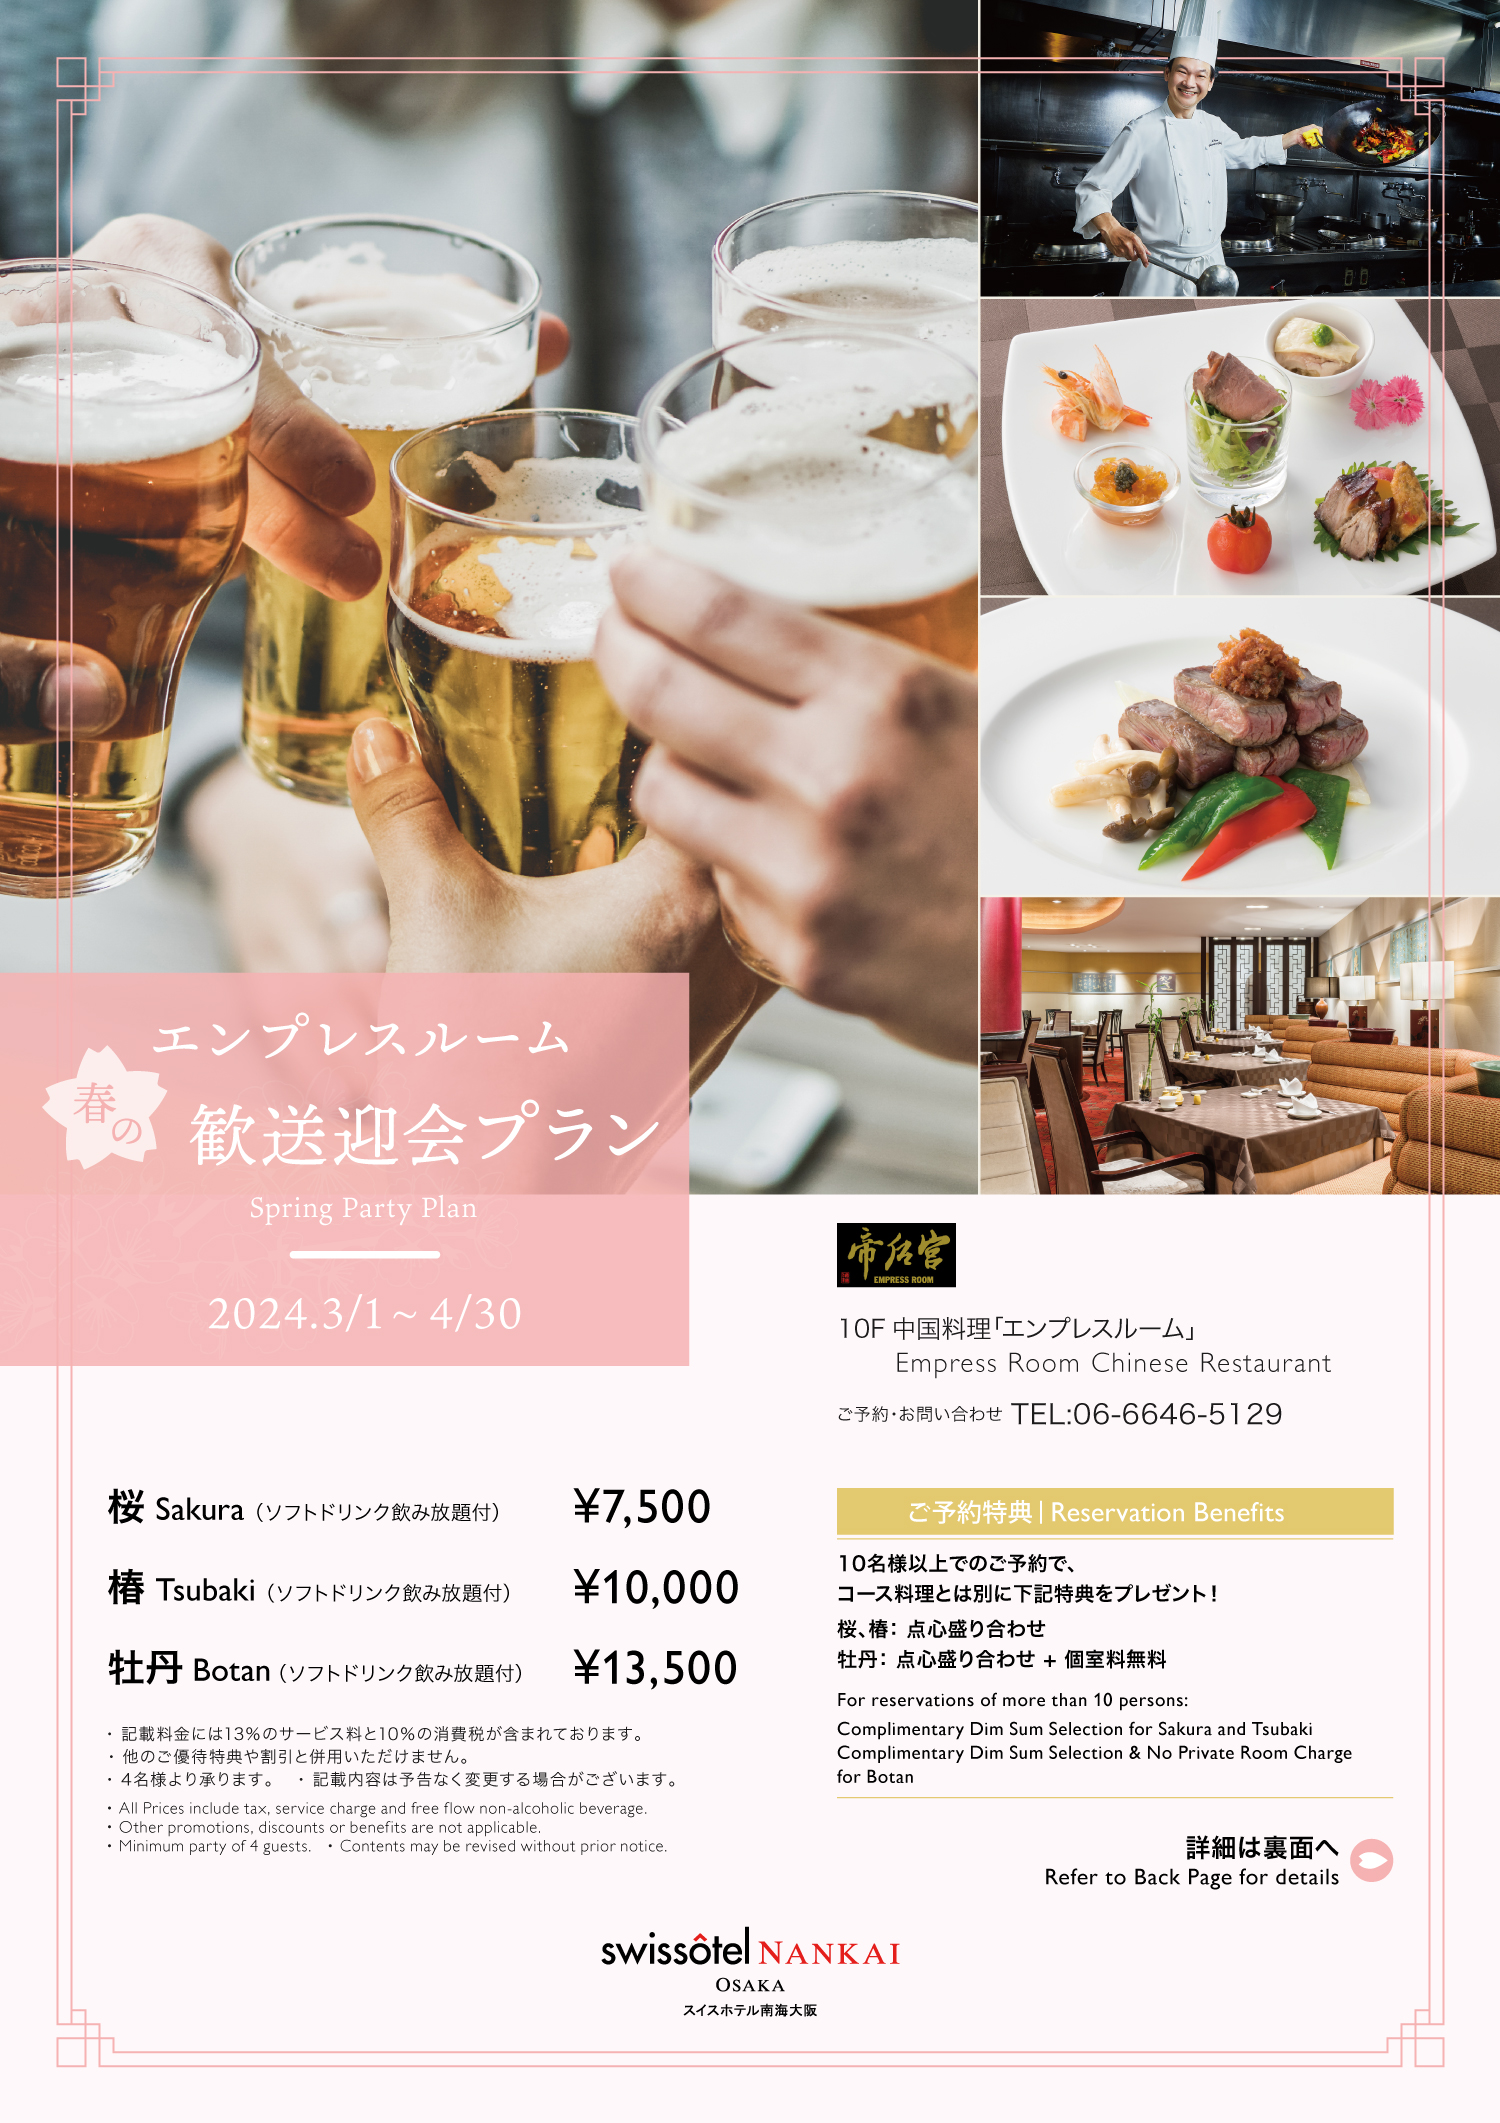 エンプレスルーム
春の
歓送迎会プラン
Spring Party Plan
2024.3/1～4/30
帝后宮
EMPRESS ROOM
10F 中国料理「エンプレスルーム」
Empress Room Chinese Restaurant
ご予約・お問い合わせ TEL:06-6646-5129
桜 Sakura（ソフトドリンク飲み放題付） ¥7,500
椿 Tsubaki（ソフトドリンク飲み放題付） ¥10,000
牡丹 Botan（ソフトドリンク飲み放題付） ¥13,500
・ 記載料金には13%のサービス料と10%の消費税が含まれております。
・ 他のご優待特典や割引と併用いただけません。
・ 4名様より承ります。 ・ 記載内容は予告なく変更する場合がございます。
• All Prices include tax, service charge and free flow non-alcoholic beverage.
• Other promotions, discounts or benefits are not applicable.
• Minimum party of 4 guests. • Contents may be revised without prior notice.
ご予約特典 | Reservation Benefits
10名様以上でのご予約で、
コース料理とは別に下記特典をプレゼント！
桜、椿： 点心盛り合わせ
牡丹： 点心盛り合わせ + 個室料無料
For reservations of more than 10 persons:
Complimentary Dim Sum Selection for Sakura and Tsubaki
Complimentary Dim Sum Selection & No Private Room Charge
for Botan
詳細は裏面へ
Refer to Back Page for details
swissôtel NANKAI
OSAKA
スイスホテル南海大阪